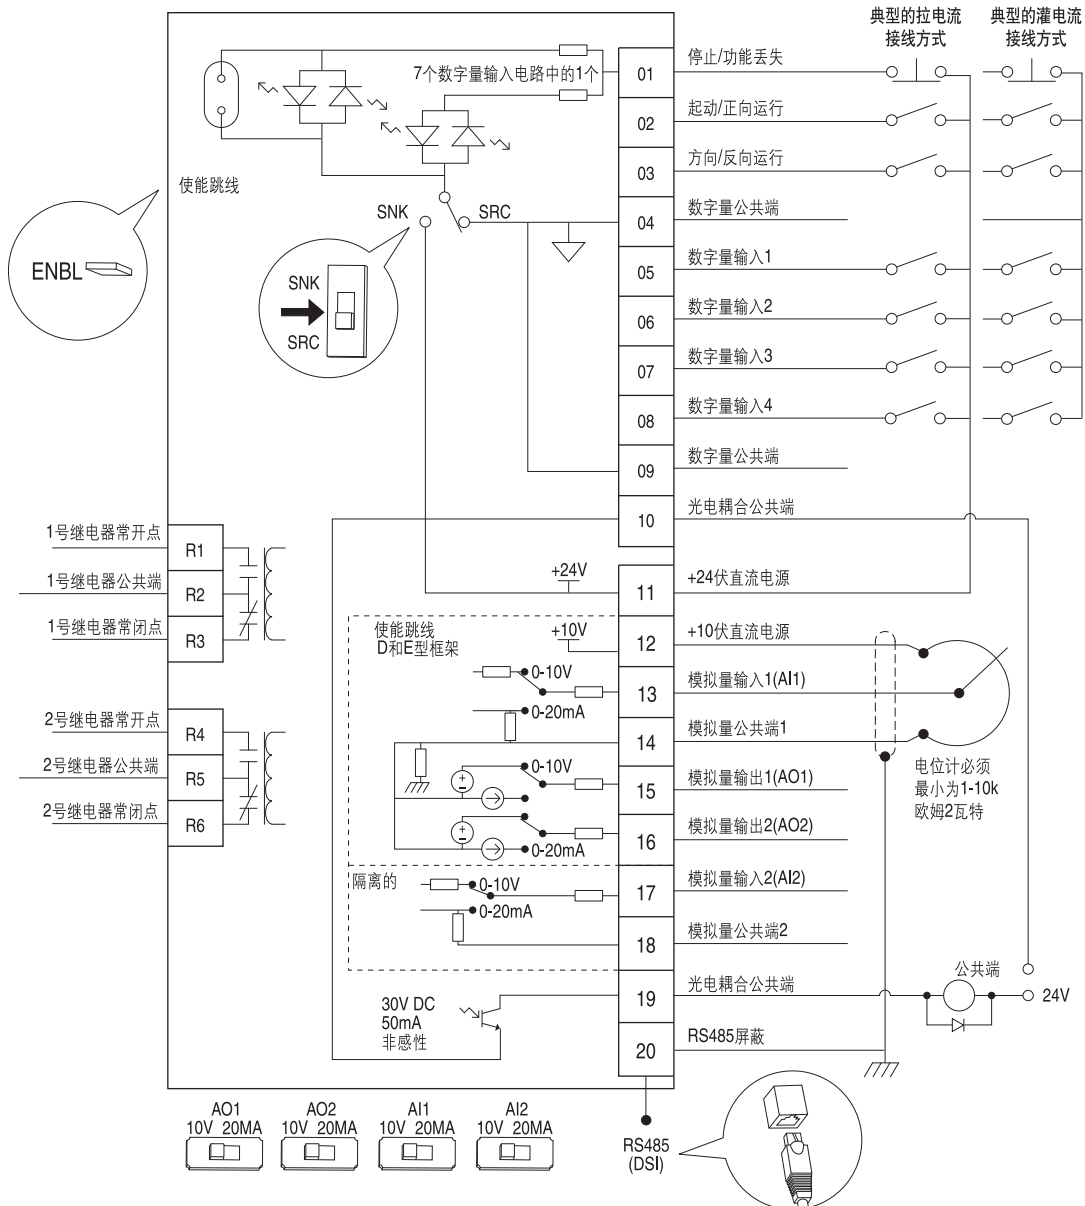 典型的拉电流
接线方式
典型的灌电流
接线方式
7个数字量输入电路中的1个
01
停止/功能丢失
02
起动/正向运行
03
方向/反向运行
使能跳线
ENBL
SNK
SRC
04
数字量公共端
SNK
SRC
05
数字量输入1
06
数字量输入2
07
数字量输入3
08
数字量输入4
09
数字量公共端
10
光电耦合公共端
1号继电器常开点
R1
1号继电器公共端
R2
1号继电器常闭点
R3
+24V
11
+24伏直流电源
使能跳线
D和E型框架
+10V
12
+10伏直流电源
0-10V
13
模拟量输入1(AI1)
0-20mA
14
模拟量公共端1
2号继电器常开点
R4
2号继电器公共端
R5
2号继电器常闭点
R6
0-10V
15
模拟量输出1(AO1)
电位计必须
最小为1-10k
欧姆2瓦特
16
模拟量输出2(AO2)
0-20mA
隔离的
0-10V
17
模拟量输入2(AI2)
0-20mA
18
模拟量公共端2
19
光电耦合公共端
公共端
24V
30V DC
50mA
非感性
20
RS485屏蔽
AO1
10V 20MA
AO2
10V 20MA
AI1
10V 20MA
AI2
10V 20MA
RS485
(DSI)